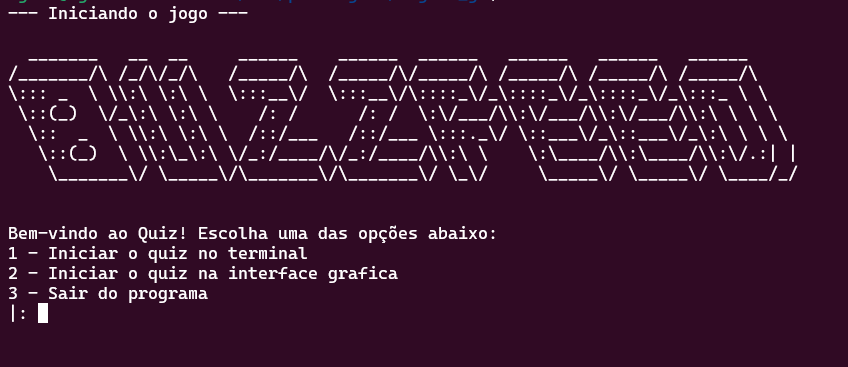 --- Iniciando o jogo ---
Bem-vindo ao Quiz! Escolha uma das opções abaixo:
1 - Iniciar o quiz no terminal
2 - Iniciar o quiz na interface grafica
3 - Sair do programa
|: